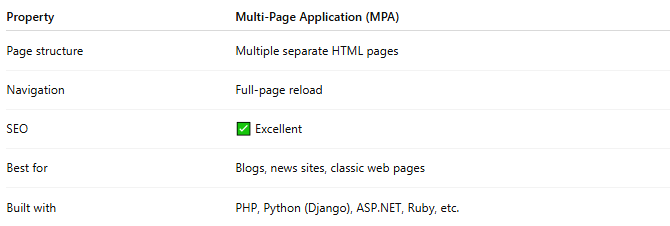 Property Multi-Page Application (MPA)
Page structure Multiple separate HTML pages
Navigation Full-page reload
SEO ✅ Excellent
Best for Blogs, news sites, classic web pages
Built with PHP, Python (Django), ASP.NET, Ruby, etc.